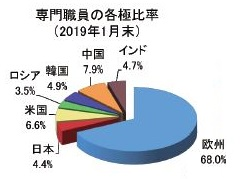 専門職員の各極比率
(2019年1月末)
インド
4.7%
中国
7.9%
韓国
4.9%
ロシア
3.5%
米国
6.6%
日本
4.4%
欧州
68.0%